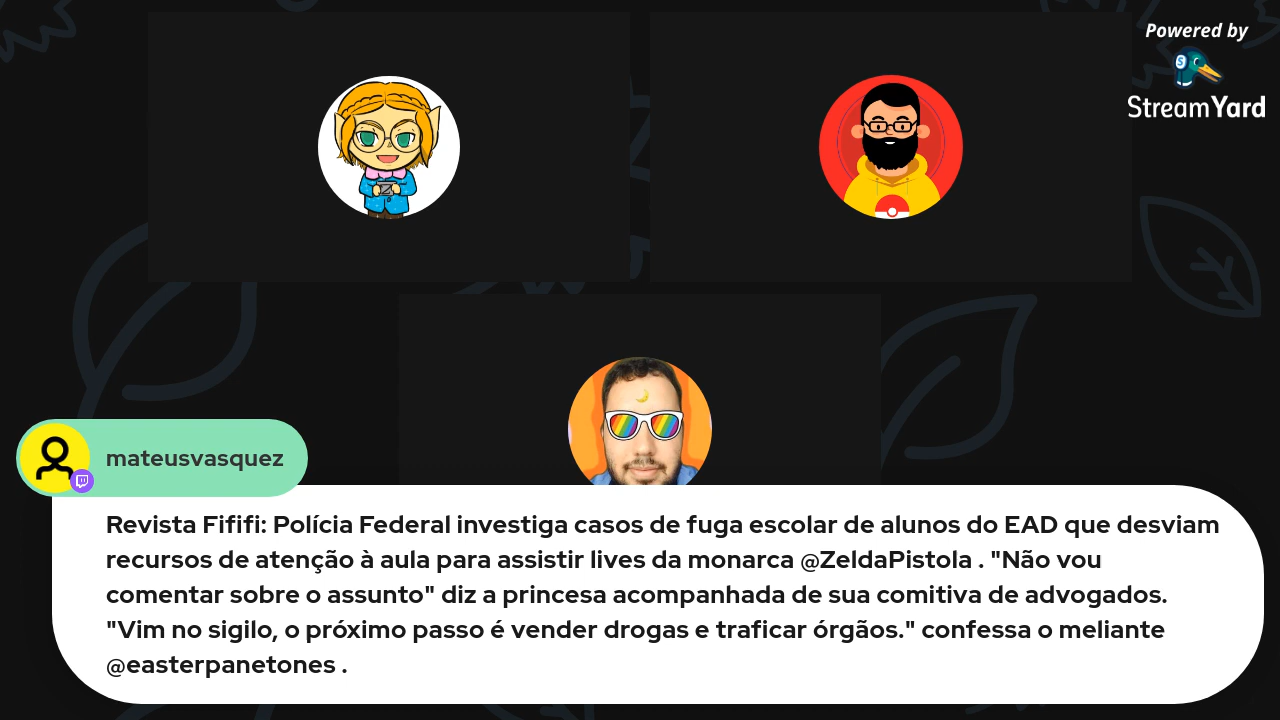 Powered by
StreamYard
mateusvasquez
Revista Fififi: Polícia Federal investiga casos de fuga escolar de alunos do EAD que desviam
recursos de atenção à aula para assistir lives da monarca @ZeldaPistola . "Não vou
comentar sobre o assunto" diz a princesa acompanhada de sua comitiva de advogados.
"Vim no sigilo, o próximo passo é vender drogas e traficar órgãos." confessa o meliante
@easterpanetones .